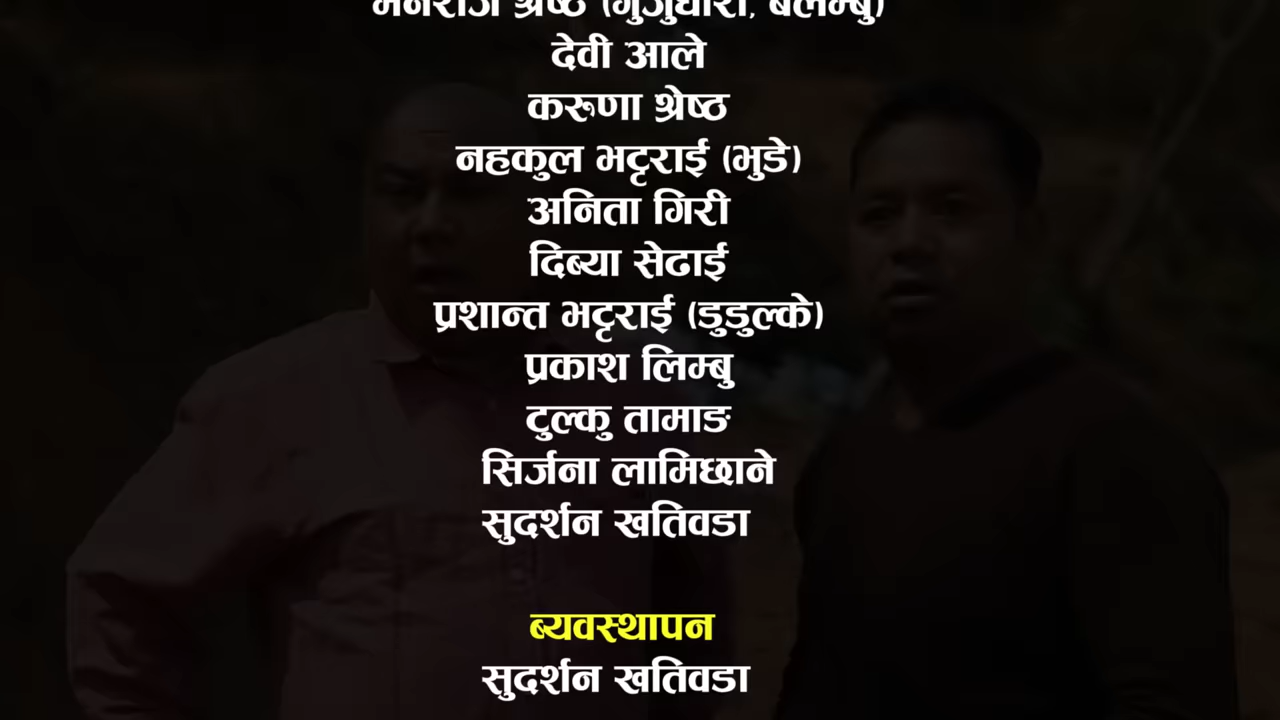 श्रेष्ठ
देवी आले
करुणा श्रेष्ठ
नहकुल भट्टराई (भुडे)
अनिता गिरी
दिब्या सेढाई
प्रशान्त भट्टराई (डुडुल्के)
प्रकाश लिम्बु
टुल्कु तामाङ
सिर्जना लामिछाने
सुदर्शन खतिवडा
ब्यवस्थापन
सुदर्शन खतिवडा